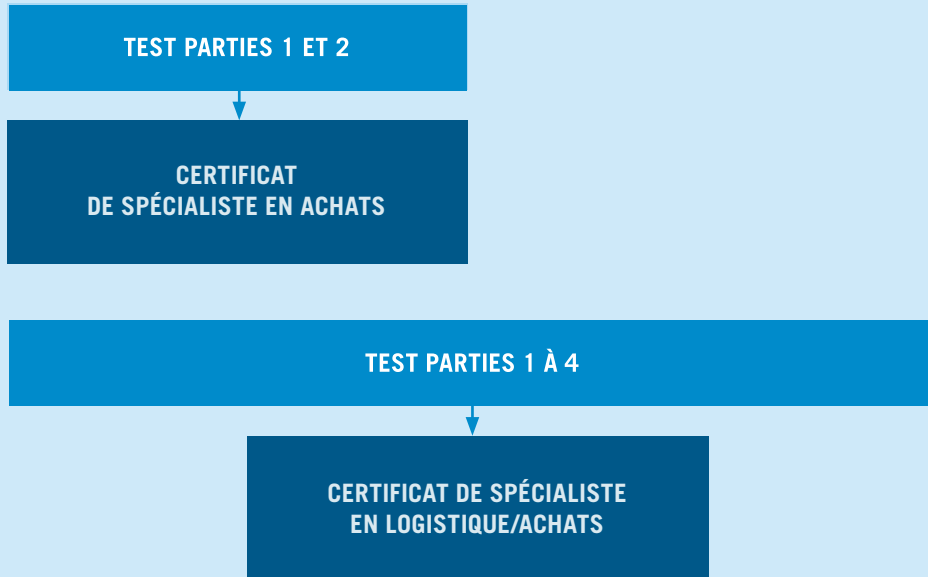 TEST PARTIES 1 ET 2
CERTIFICAT
DE SPÉCIALISTE EN ACHATS
TEST PARTIES 1 À 4
CERTIFICAT DE SPÉCIALISTE
EN LOGISTIQUE/ACHATS